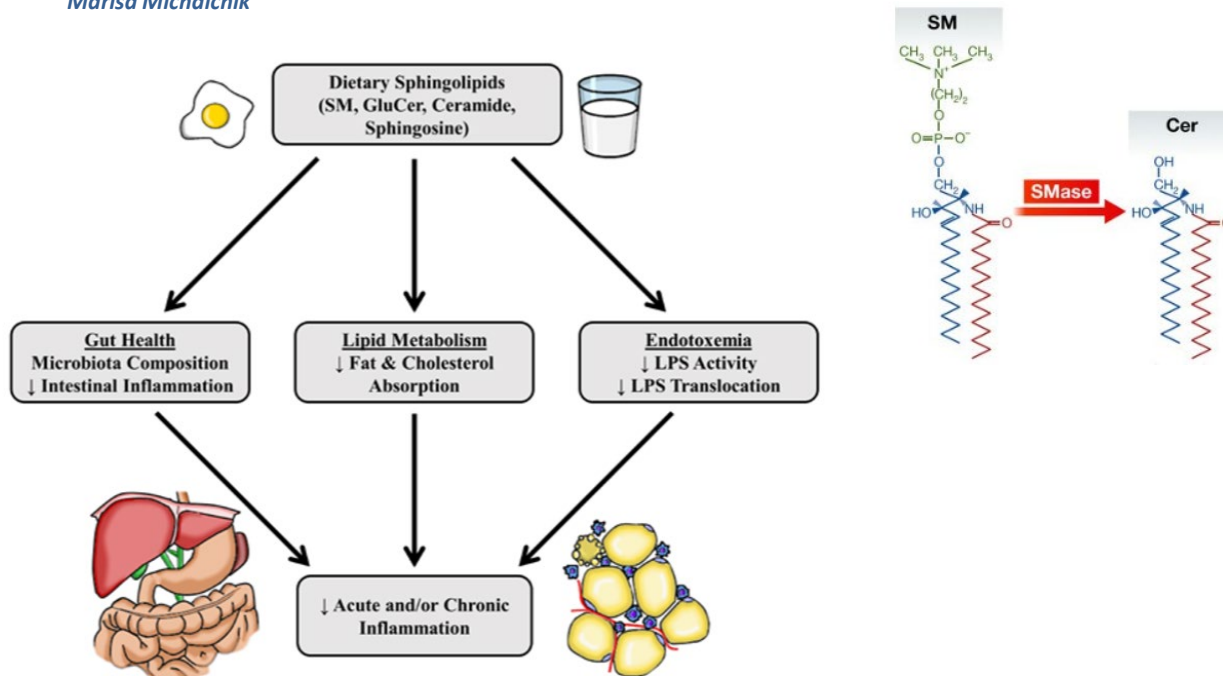 Marisa Michalchik
Dietary Sphingolipids
(SM, GluCer, Ceramide,
Sphingosine)
Gut Health
Microbiota Composition
↓ Intestinal Inflammation
Lipid Metabolism
↓ Fat & Cholesterol
Absorption
Endotoxemia
↓ LPS Activity
↓ LPS Translocation
↓ Acute and/or Chronic
Inflammation
SM
CH₃ CH₃ CH₃
N⁺
(CH₂)₂
O
O=P–O⁻
O
CH₂
HO NH
O
SMase
Cer
OH
CH₂
HO NH